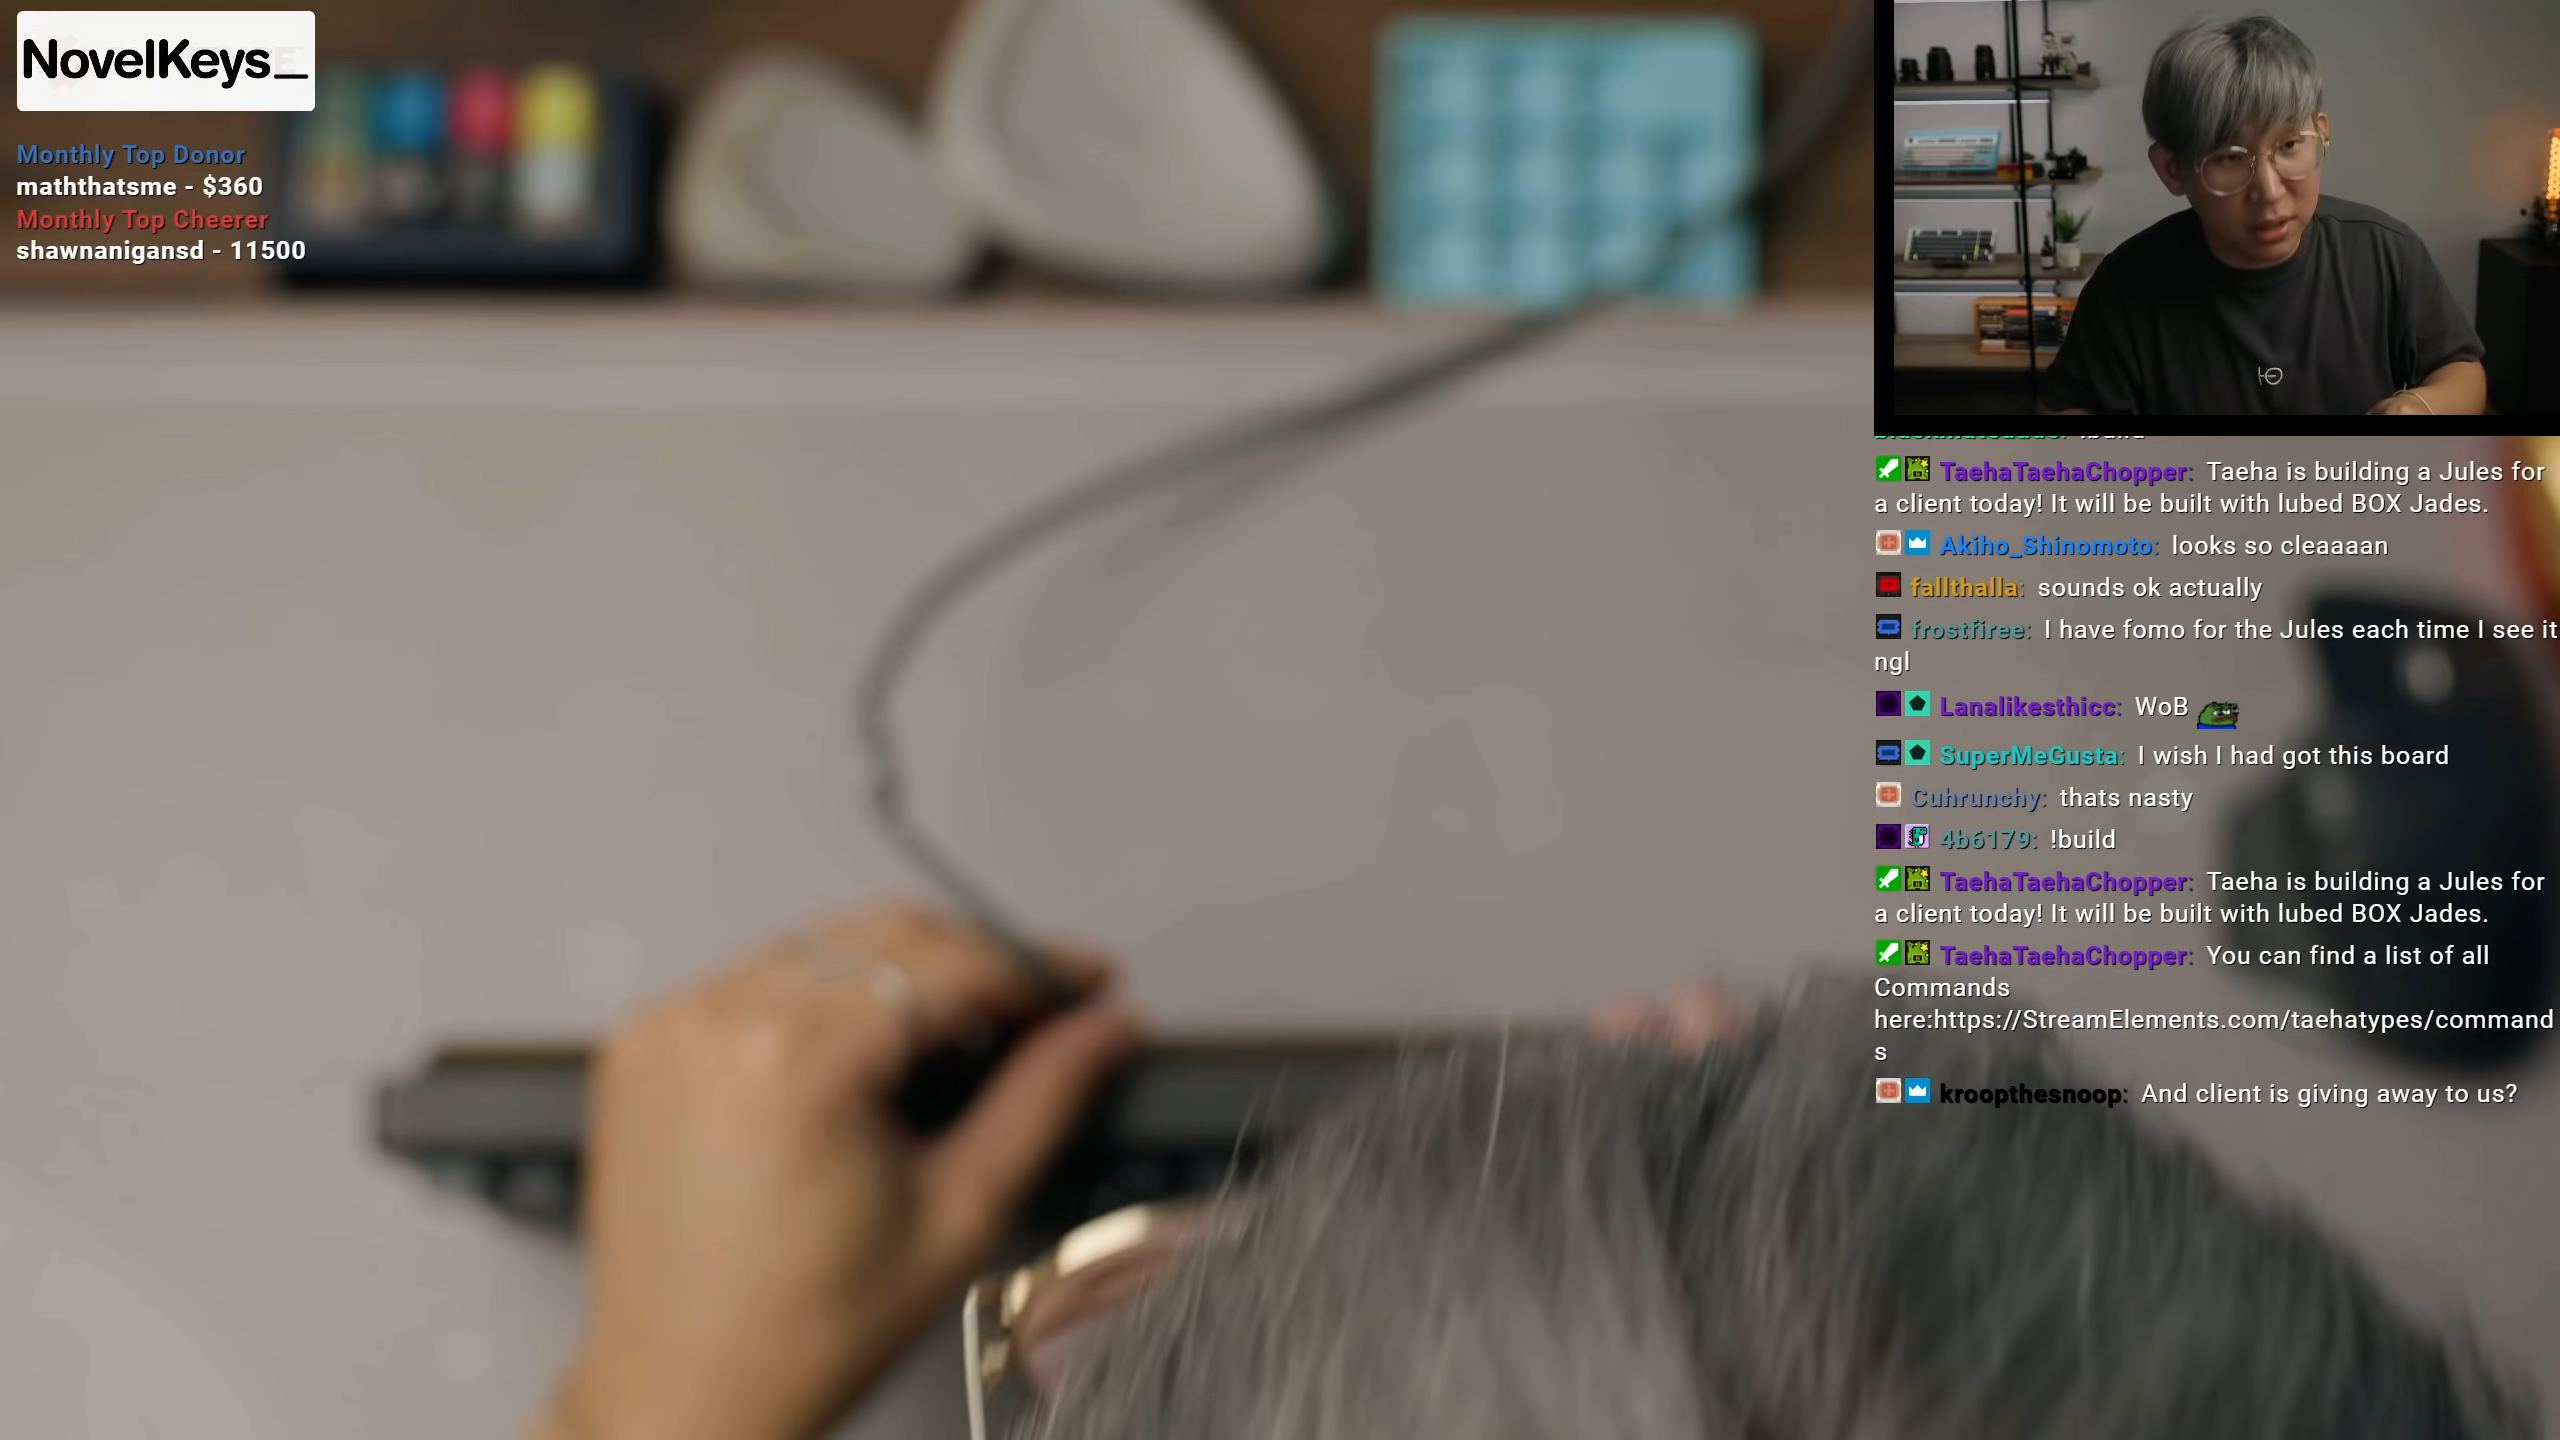 NovelKeys_
Monthly Top Donor
maththatsme - $360
Monthly Top Cheerer
shawnanigansd - 11500
TaehaTaehaChopper: Taeha is building a Jules for
a client today! It will be built with lubed BOX Jades.
Akiho_Shinomoto: looks so cleaaaan
fallthalla: sounds ok actually
frostfiree: I have fomo for the Jules each time I see it
ngl
Lanalikesthicc: WoB
SuperMeGusta: I wish I had got this board
Cuhrunchy: thats nasty
4b6179: !build
TaehaTaehaChopper: Taeha is building a Jules for
a client today! It will be built with lubed BOX Jades.
TaehaTaehaChopper: You can find a list of all
Commands
here:https://StreamElements.com/taehatypes/command
s
kroopthesnoop: And client is giving away to us?